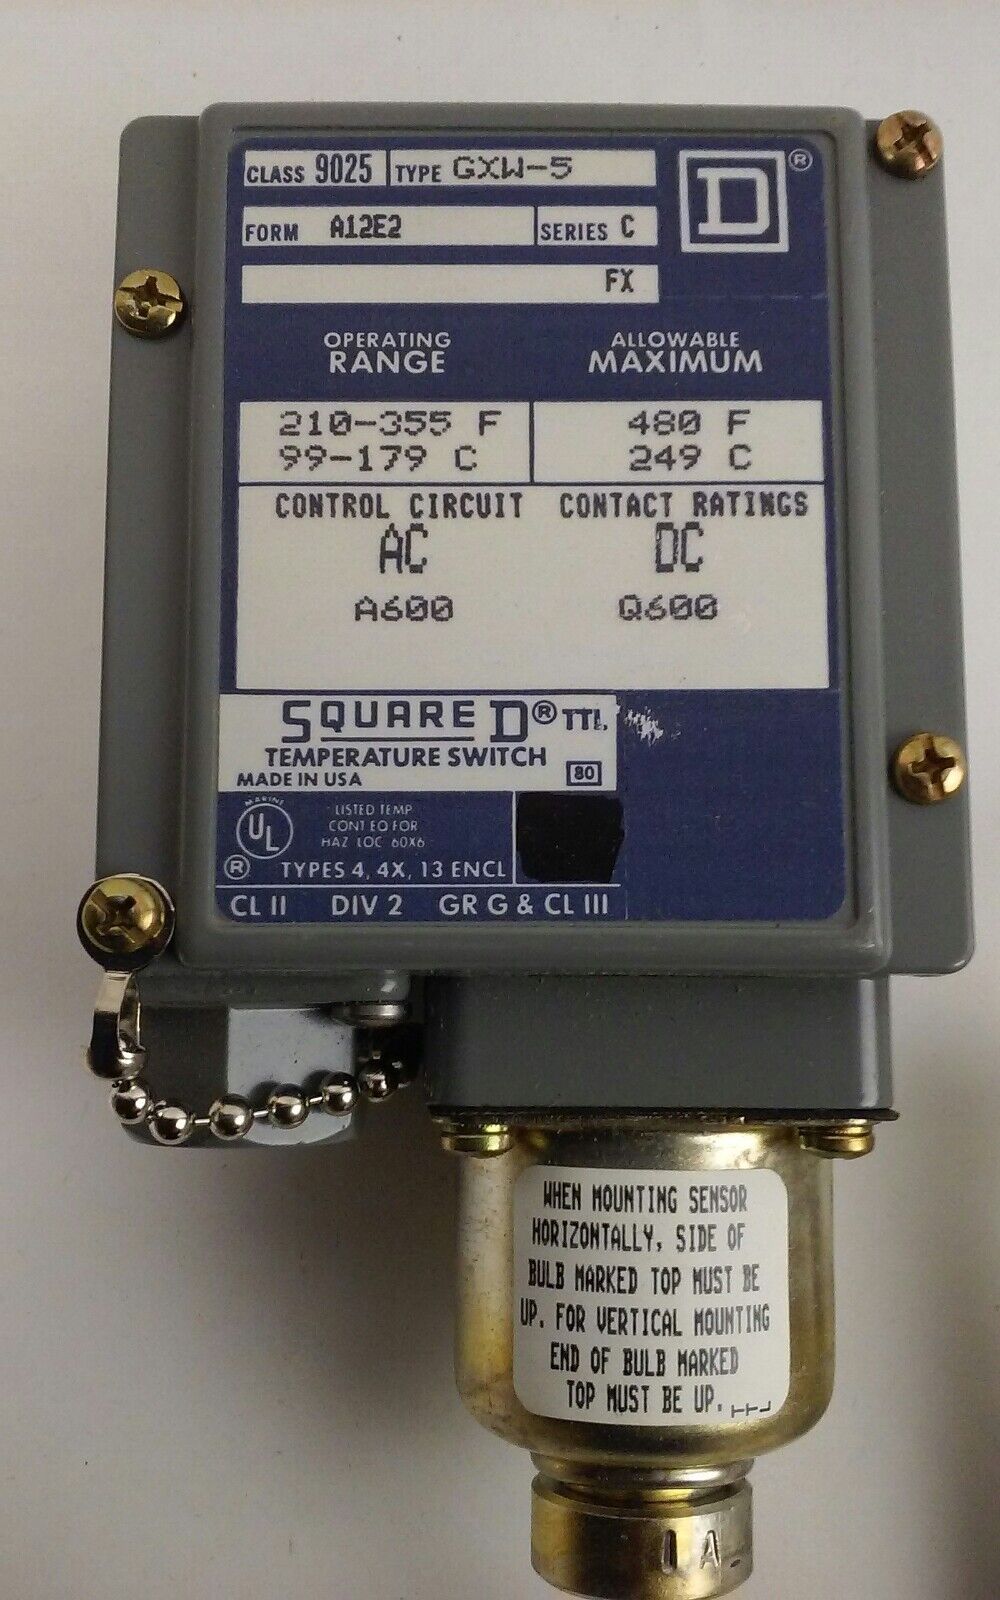 CLASS 9025 TYPE GXW-5
D ®
FORM A12E2 SERIES C
FX
OPERATING RANGE
ALLOWABLE MAXIMUM
210-355 F 480 F
99-179 C 249 C
CONTROL CIRCUIT CONTACT RATINGS
AC DC
A600 Q600
SQUARE D ® TTL
TEMPERATURE SWITCH
MADE IN USA 80
MARINE
UL
®
LISTED TEMP
CONT EQ FOR
HAZ LOC 60X6
TYPES 4, 4X, 13 ENCL
CL II DIV 2 GR G & CL III
WHEN MOUNTING SENSOR
HORIZONTALLY, SIDE OF
BULB MARKED TOP MUST BE
UP. FOR VERTICAL MOUNTING
END OF BULB MARKED
TOP MUST BE UP. TTL
1A